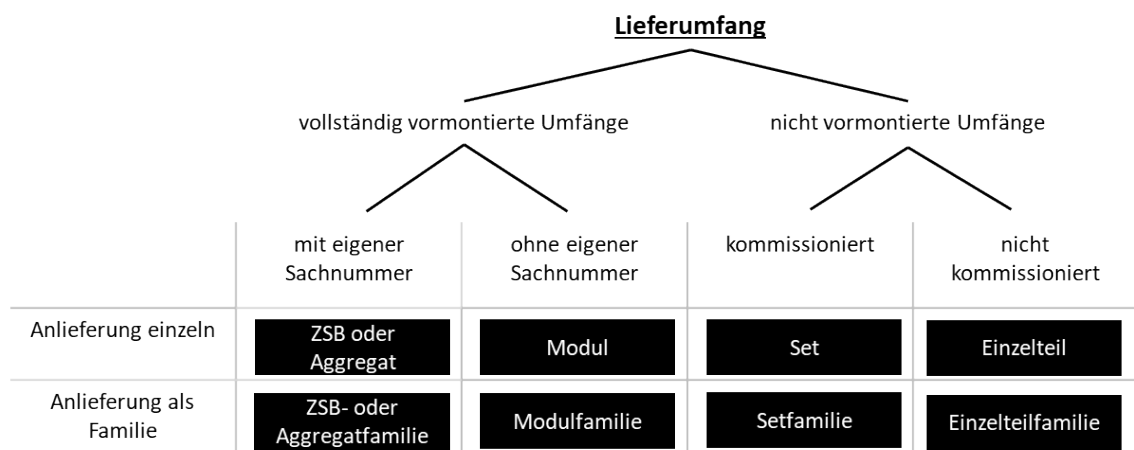 Lieferumfang
vollständig vormontierte Umfänge
nicht vormontierte Umfänge
mit eigener
Sachnummer
ohne eigener
Sachnummer
kommissioniert
nicht
kommissioniert
Anlieferung einzeln
ZSB oder
Aggregat
Modul
Set
Einzelteil
Anlieferung als
Familie
ZSB- oder
Aggregatfamilie
Modulfamilie
Setfamilie
Einzelteilfamilie